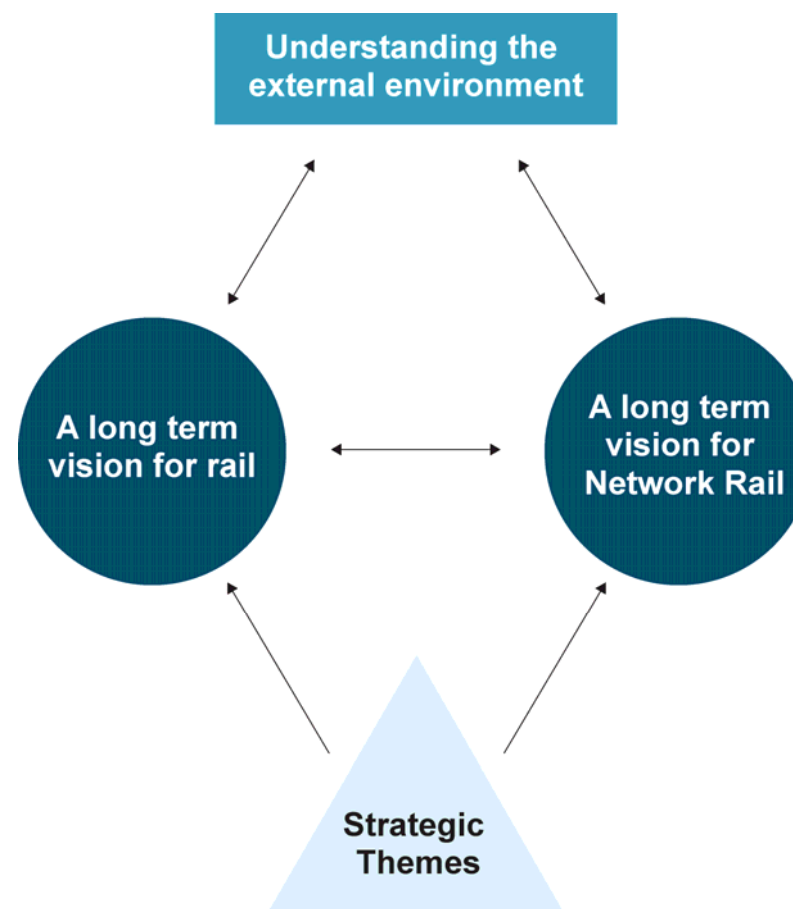 Understanding the
external environment
A long term
vision for rail
A long term
vision for
Network Rail
Strategic
Themes